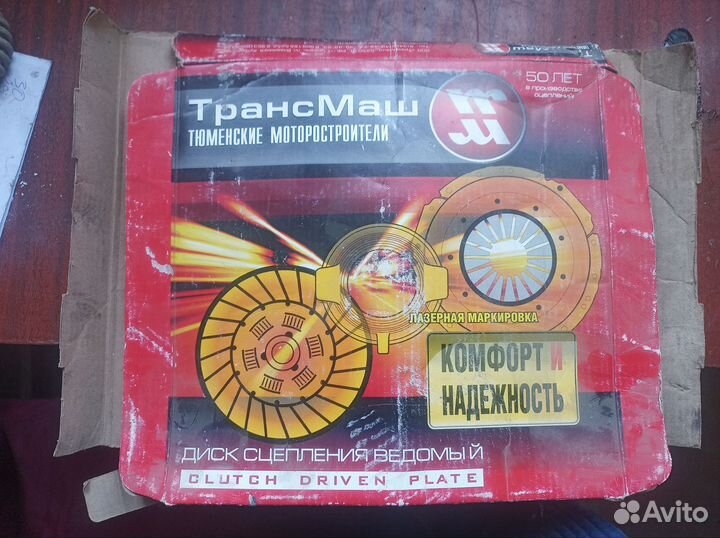 50 ЛЕТ
в производстве
сцеплений
ТрансМаш
ТЮМЕНСКИЕ МОТОРОСТРОИТЕЛИ
ЛАЗЕРНАЯ МАРКИРОВКА
КОМФОРТ И
НАДЕЖНОСТЬ
ДИСК СЦЕПЛЕНИЯ ВЕДОМЫЙ
CLUTCH DRIVEN PLATE
Avito